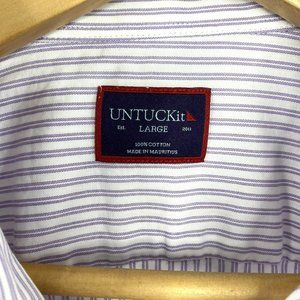 UNTUCKit
Est. LARGE 2011
100% COTTON
MADE IN MAURITIUS